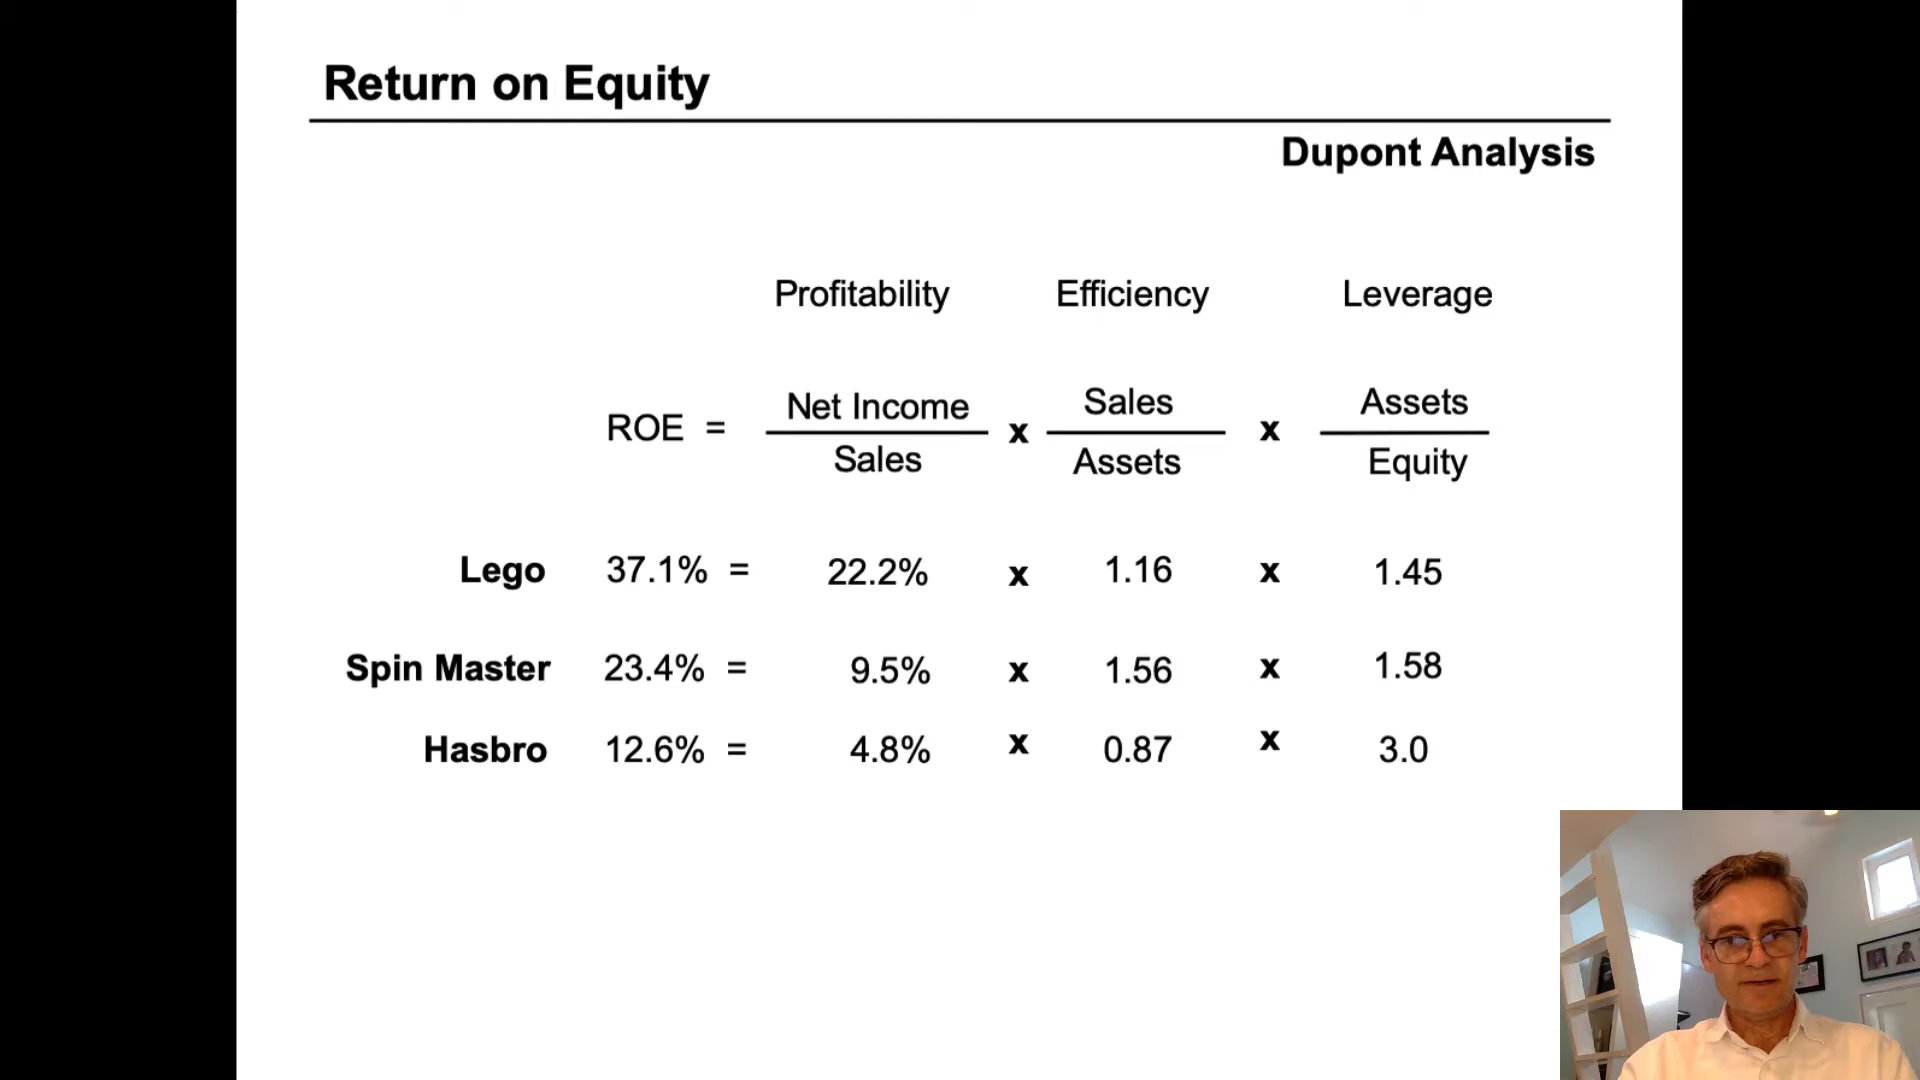 Return on Equity
Dupont Analysis
Profitability Efficiency Leverage
ROE = Net Income x Sales x Assets
Sales Assets Equity
Lego 37.1% = 22.2% x 1.16 x 1.45
Spin Master 23.4% = 9.5% x 1.56 x 1.58
Hasbro 12.6% = 4.8% x 0.87 x 3.0